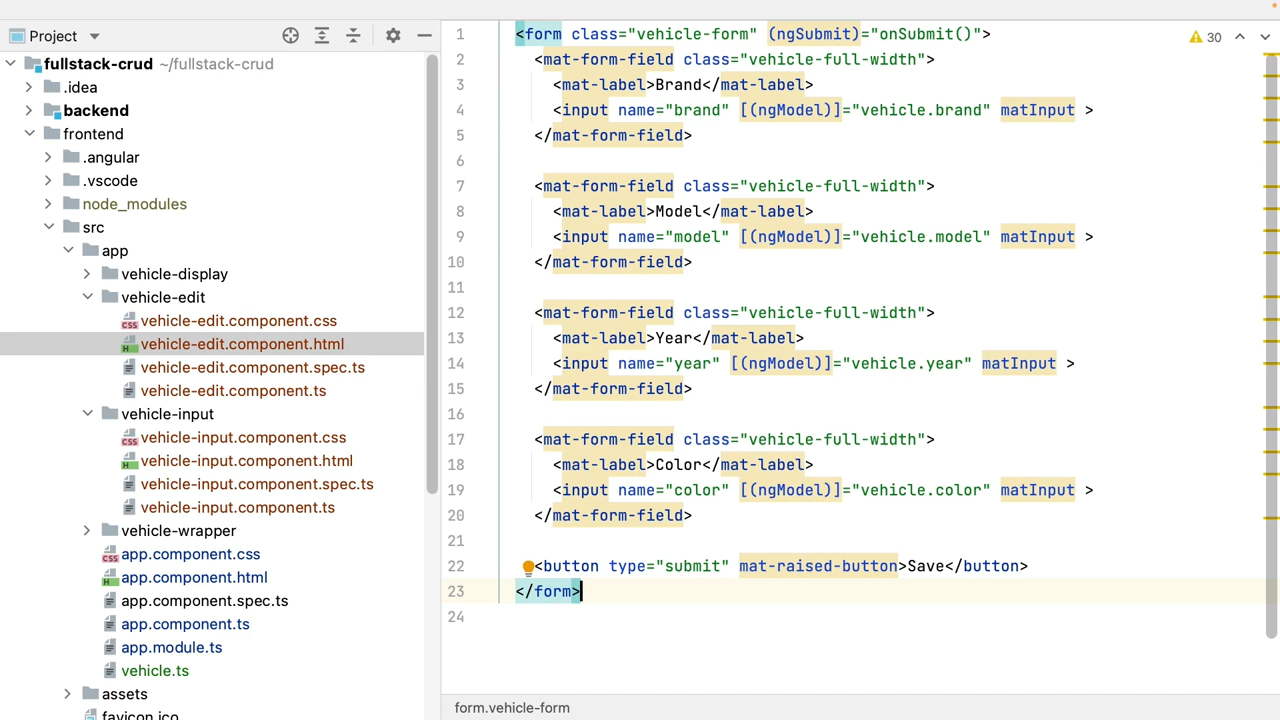 Project
fullstack-crud ~/fullstack-crud
.idea
backend
frontend
.angular
.vscode
node_modules
src
app
vehicle-display
vehicle-edit
vehicle-edit.component.css
vehicle-edit.component.html
vehicle-edit.component.spec.ts
vehicle-edit.component.ts
vehicle-input
vehicle-input.component.css
vehicle-input.component.html
vehicle-input.component.spec.ts
vehicle-input.component.ts
vehicle-wrapper
app.component.css
app.component.html
app.component.spec.ts
app.component.ts
app.module.ts
vehicle.ts
assets
favicon.ico
30
1 <form class="vehicle-form" (ngSubmit)="onSubmit()">
2 <mat-form-field class="vehicle-full-width">
3 <mat-label>Brand</mat-label>
4 <input name="brand" [(ngModel)]="vehicle.brand" matInput >
5 </mat-form-field>
6
7 <mat-form-field class="vehicle-full-width">
8 <mat-label>Model</mat-label>
9 <input name="model" [(ngModel)]="vehicle.model" matInput >
10 </mat-form-field>
11
12 <mat-form-field class="vehicle-full-width">
13 <mat-label>Year</mat-label>
14 <input name="year" [(ngModel)]="vehicle.year" matInput >
15 </mat-form-field>
16
17 <mat-form-field class="vehicle-full-width">
18 <mat-label>Color</mat-label>
19 <input name="color" [(ngModel)]="vehicle.color" matInput >
20 </mat-form-field>
21
22 <button type="submit" mat-raised-button>Save</button>
23 </form>
24
form.vehicle-form